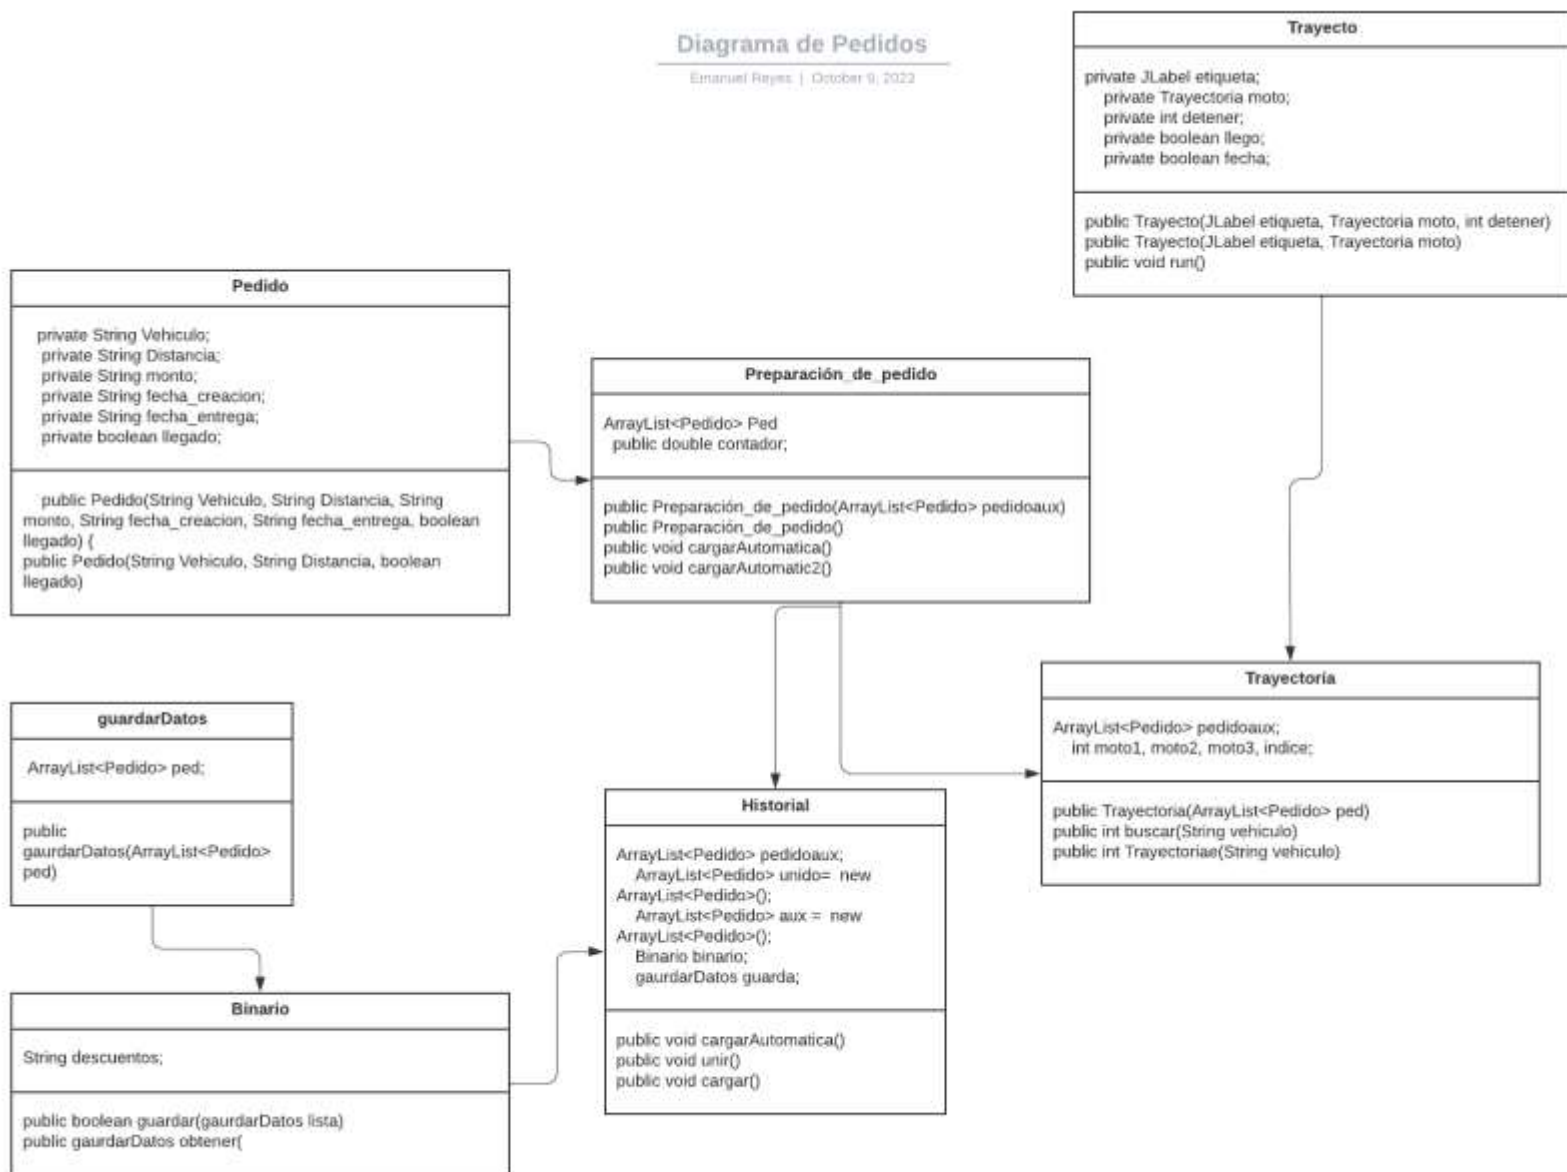 Diagrama de Pedidos
Emanuel Reyes | October 9, 2022
Trayecto
private JLabel etiqueta;
private Trayectoria moto;
private int detener;
private boolean llego;
private boolean fecha;
public Trayecto(JLabel etiqueta, Trayectoria moto, int detener)
public Trayecto(JLabel etiqueta, Trayectoria moto)
public void run()
Pedido
private String Vehiculo;
private String Distancia;
private String monto;
private String fecha_creacion;
private String fecha_entrega;
private boolean llegado;
public Pedido(String Vehiculo, String Distancia, String
monto, String fecha_creacion, String fecha_entrega, boolean
llegado) {
public Pedido(String Vehiculo, String Distancia, boolean
llegado)
Preparación_de_pedido
ArrayList<Pedido> Ped
public double contador;
public Preparación_de_pedido(ArrayList<Pedido> pedidoaux)
public Preparación_de_pedido()
public void cargarAutomatica()
public void cargarAutomatic2()
Trayectoria
ArrayList<Pedido> pedidoaux;
int moto1, moto2, moto3, indice;
public Trayectoria(ArrayList<Pedido> ped)
public int buscar(String vehiculo)
public int Trayectoriae(String vehiculo)
guardarDatos
ArrayList<Pedido> ped;
public
gaurdarDatos(ArrayList<Pedido>
ped)
Historial
ArrayList<Pedido> pedidoaux;
ArrayList<Pedido> unido= new
ArrayList<Pedido>();
ArrayList<Pedido> aux = new
ArrayList<Pedido>();
Binario binario;
gaurdarDatos guarda;
public void cargarAutomatica()
public void unir()
public void cargar()
Binario
String descuentos;
public boolean guardar(gaurdarDatos lista)
public gaurdarDatos obtener(